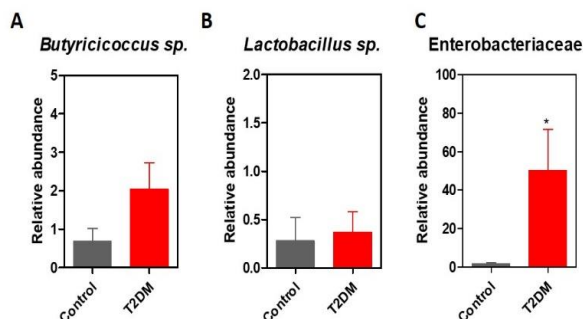 A
Butyricicoccus sp.
Relative abundance
5
4
3
2
1
0
Control
T2DM
B
Lactobacillus sp.
Relative abundance
2.0
1.5
1.0
0.5
0.0
Control
T2DM
C
Enterobacteriaceae
Relative abundance
100
80
60
40
20
0
*
Control
T2DM